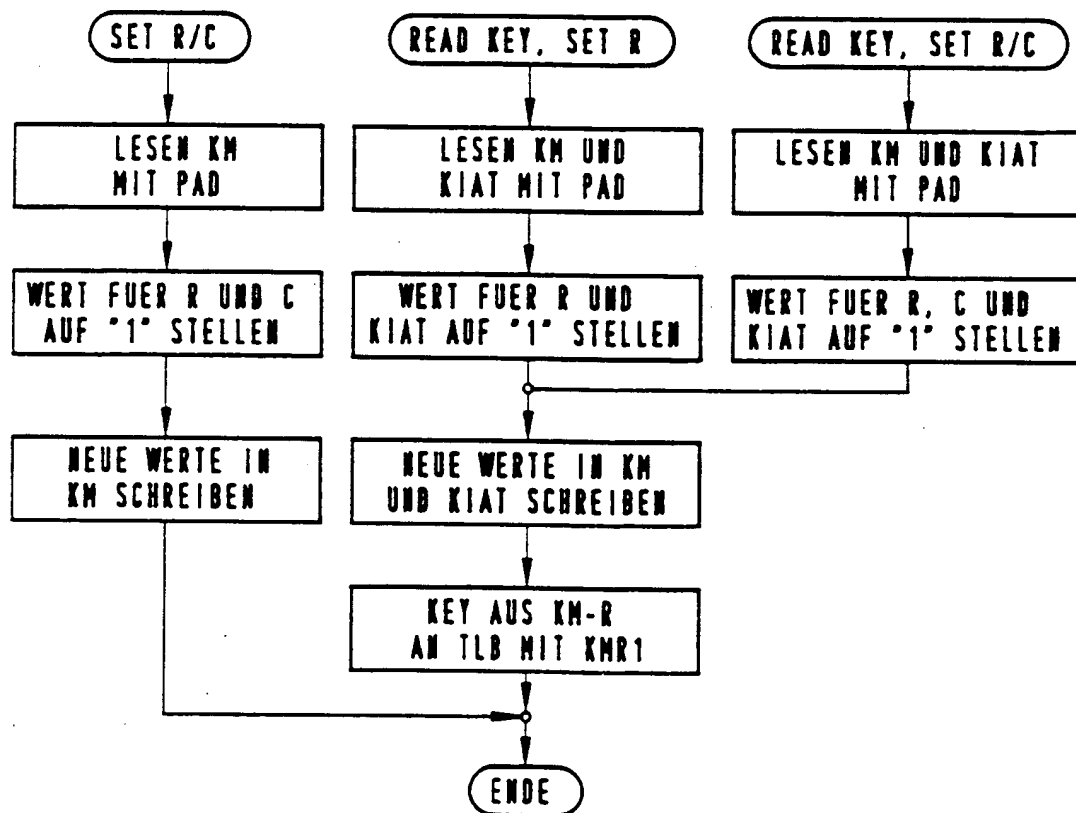 SET R/C
LESEN KM
MIT PAD
WERT FUER R UND C
AUF "1" STELLEN
NEUE WERTE IN
KM SCHREIBEN
READ KEY, SET R
LESEN KM UND
KIAT MIT PAD
WERT FUER R UND
KIAT AUF "1" STELLEN
NEUE WERTE IN KM
UND KIAT SCHREIBEN
KEY AUS KM-R
AN TLB MIT KMR1
ENDE
READ KEY, SET R/C
LESEN KM UND KIAT
MIT PAD
WERT FUER R, C UND
KIAT AUF "1" STELLEN